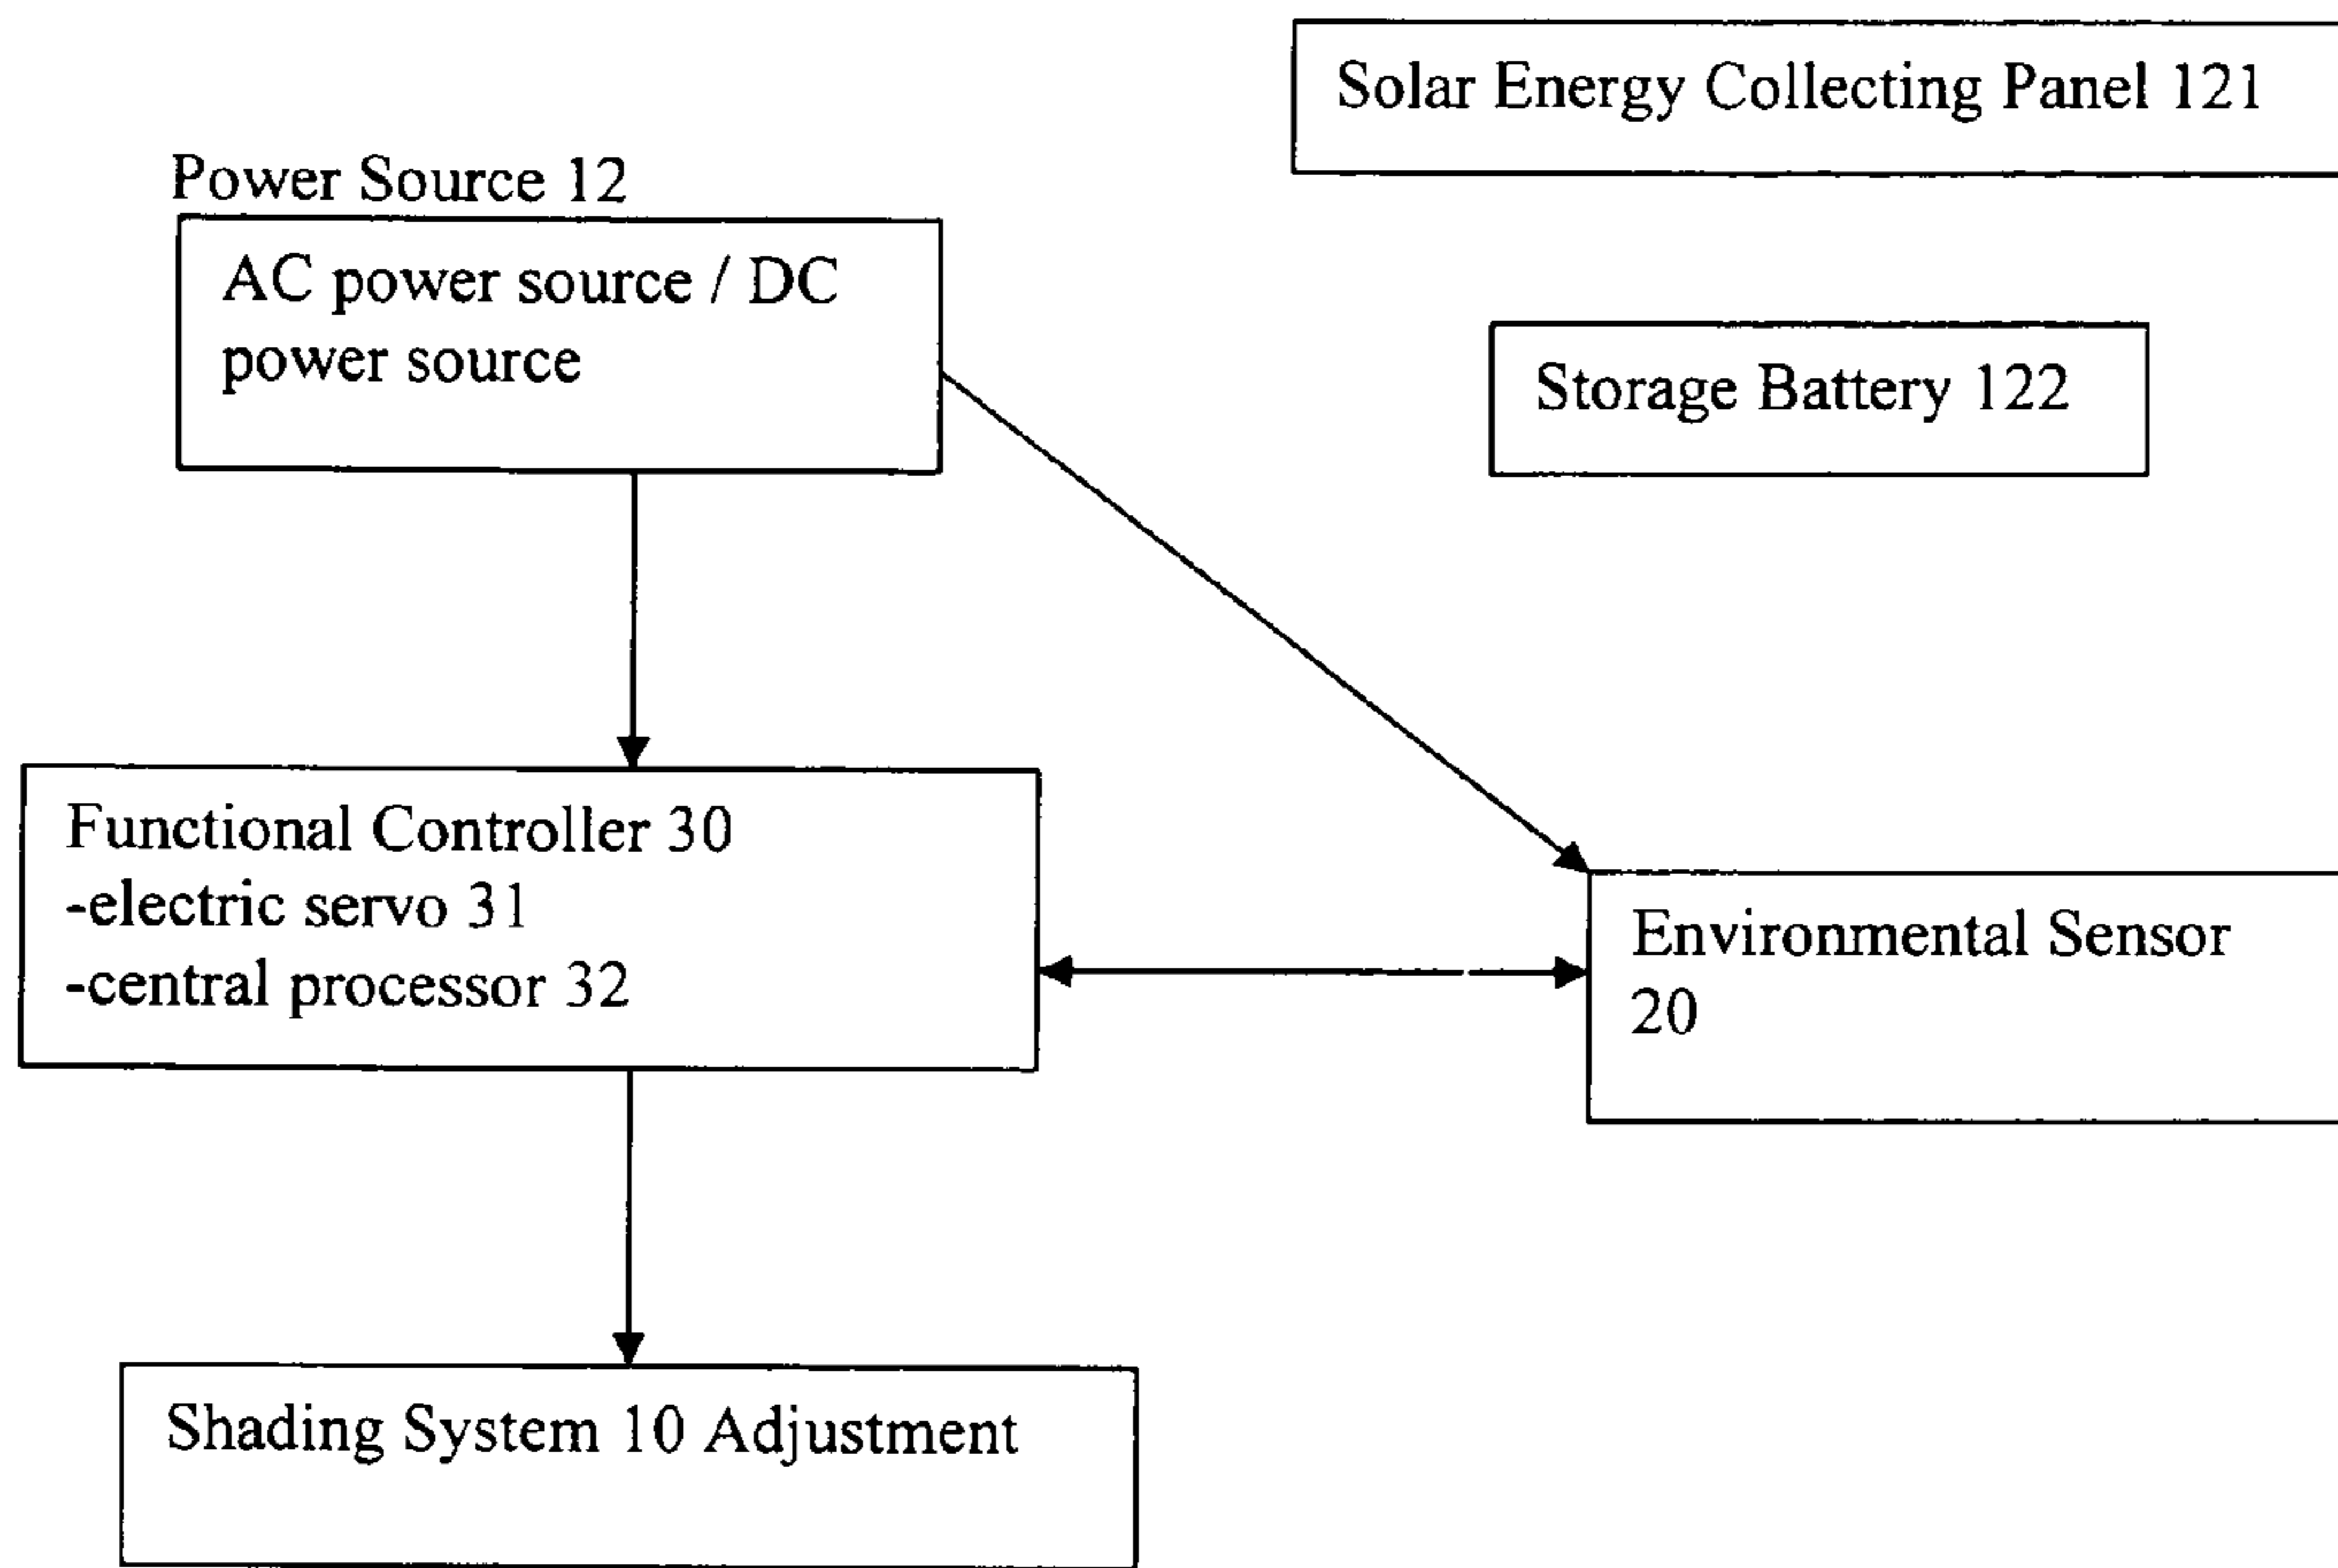 Solar Energy Collecting Panel 121
Power Source 12
AC power source / DC
power source
Storage Battery 122
Functional Controller 30
-electric servo 31
-central processor 32
Environmental Sensor
20
Shading System 10 Adjustment